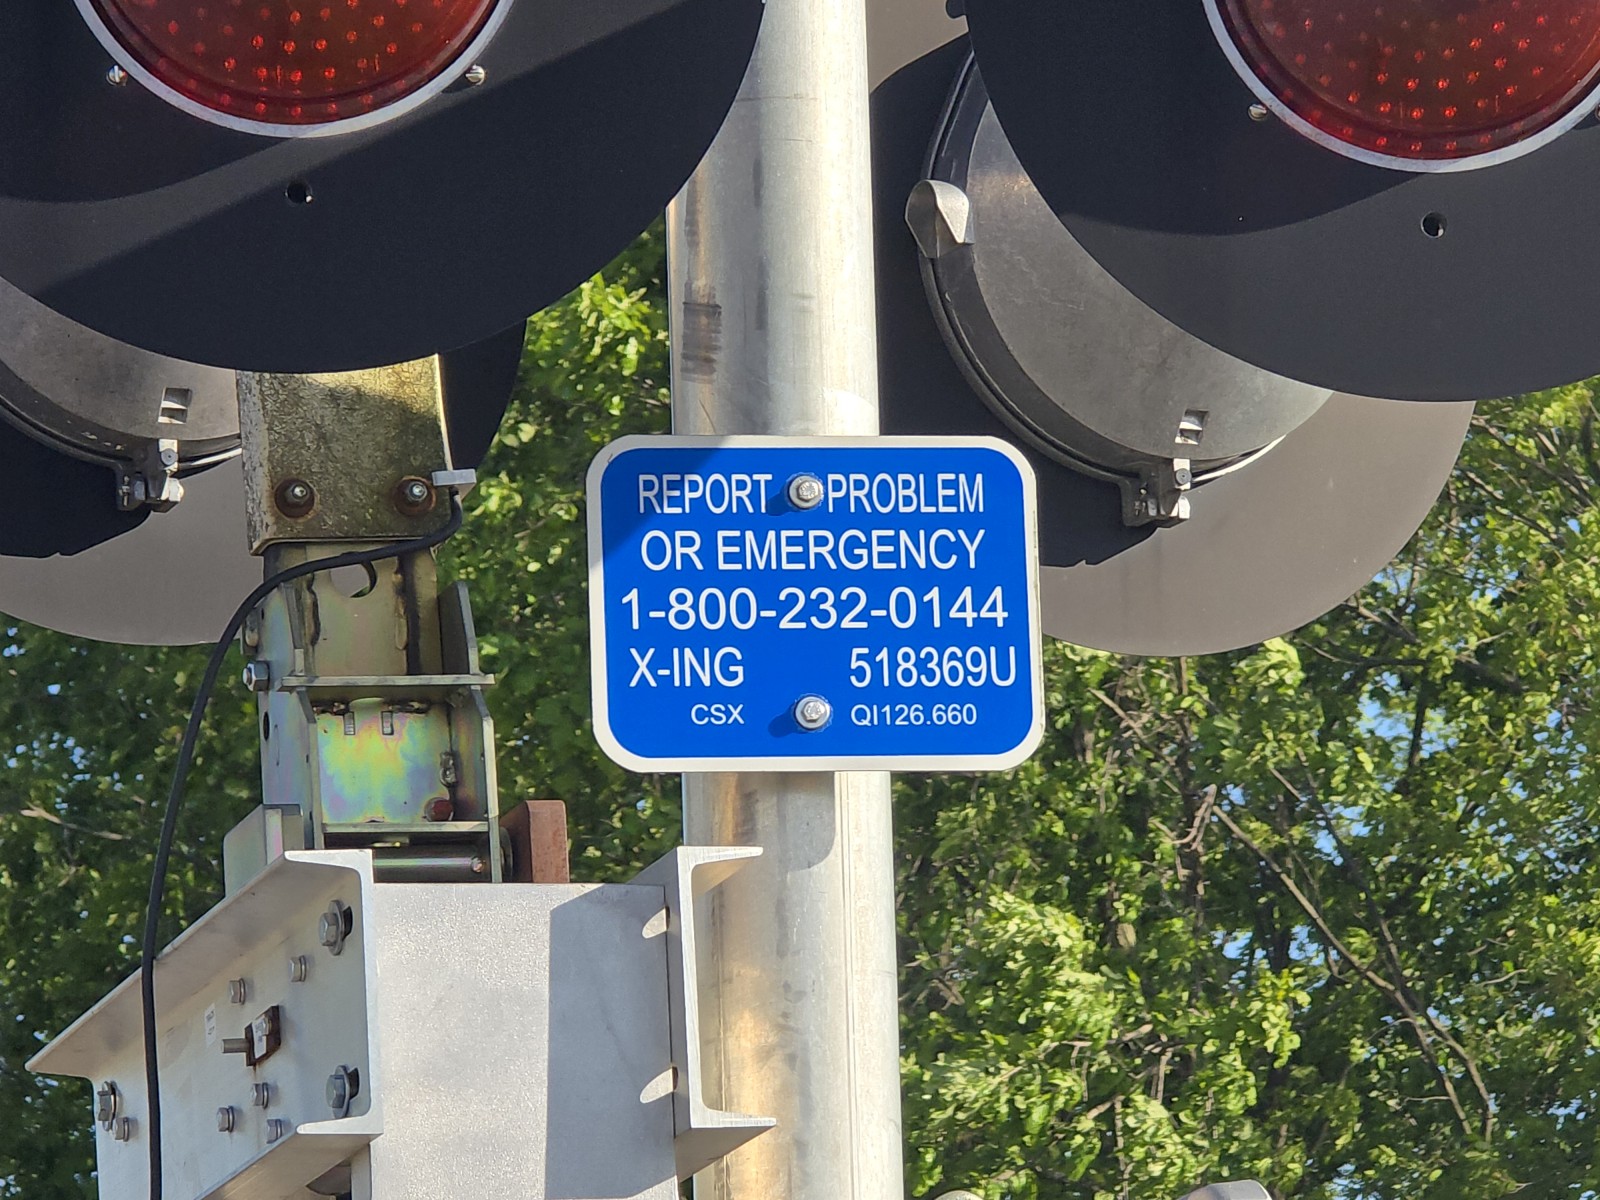 REPORT PROBLEM
OR EMERGENCY
1-800-232-0144
X-ING 518369U
CSX QI126.660